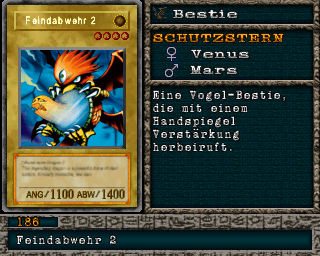 Feindabwehr 2
ANG/1100 ABW/1400
Bestie
SCHUTZSTERN
♀ Venus
♂ Mars
Eine Vogel-Bestie,
die mit einem
Handspiegel
Verstärkung
herbeiruft.
186
Feindabwehr 2